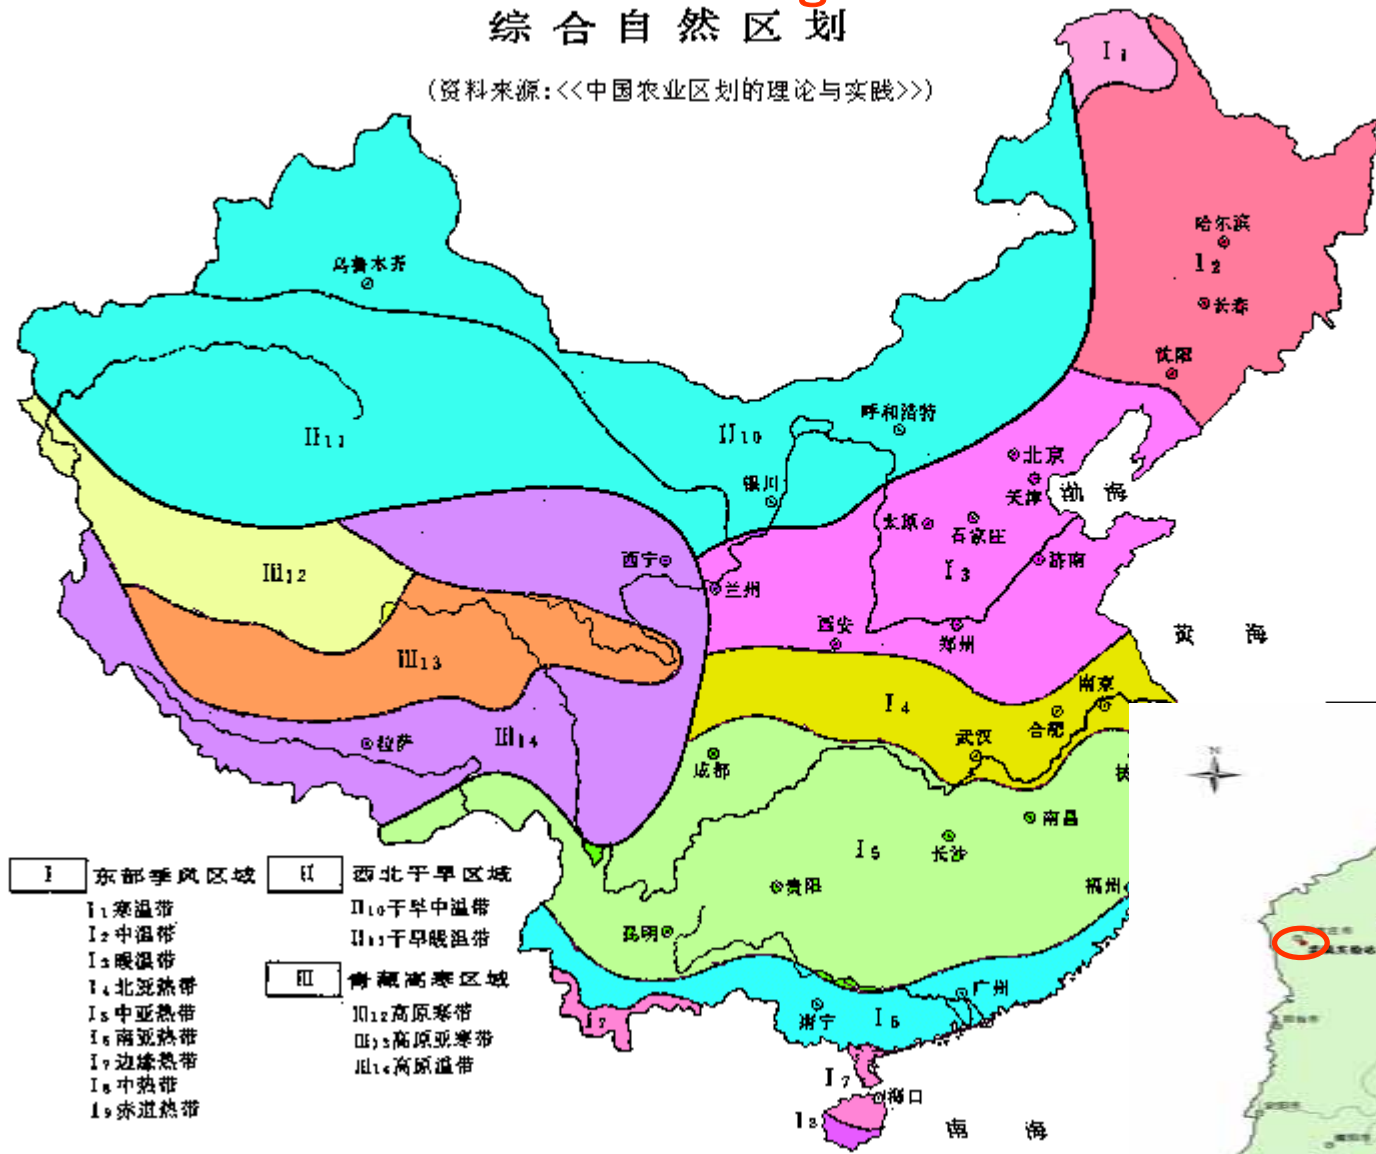 g
综合自然区划
(资料来源:<<中国农业区划的理论与实践>>)
I1
哈尔滨
I2
长春
沈阳
乌鲁木齐
呼和浩特
II11
II10
北京
银川
天津
渤海
太原
石家庄
西宁
济南
III12
I3
兰州
西安
郑州
黄海
III13
南京
I4
合肥
III14
武汉
拉萨
成都
N
南昌
I5
长沙
贵阳
福州
昆明
广州
南宁
I6
I7
I7
海口
I8
南海
I 东部季风区域
I1寒温带
I2中温带
I3暖温带
I4北亚热带
I5中亚热带
I6南亚热带
I7边缘热带
I8中热带
I9赤道热带
II 西北干旱区域
II10干旱中温带
II11干旱暖温带
III 青藏高寒区域
III12高原寒带
III13高原亚寒带
III14高原温带